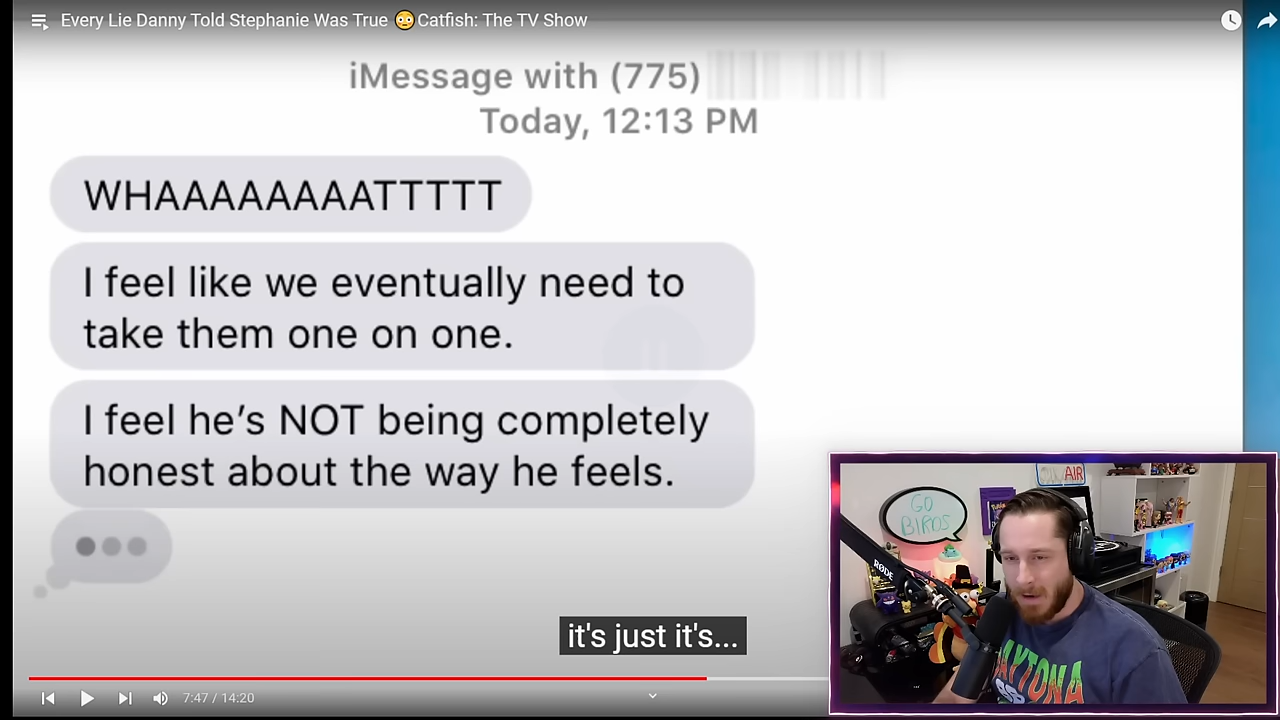 Every Lie Danny Told Stephanie Was True 😳Catfish: The TV Show
iMessage with (775)
Today, 12:13 PM
WHAAAAAAAATTTTT
I feel like we eventually need to
take them one on one.
I feel he's NOT being completely
honest about the way he feels.
it's just it's...
7:47 / 14:20
AIR
GO
BIRDS
RØDE
DAYTONA